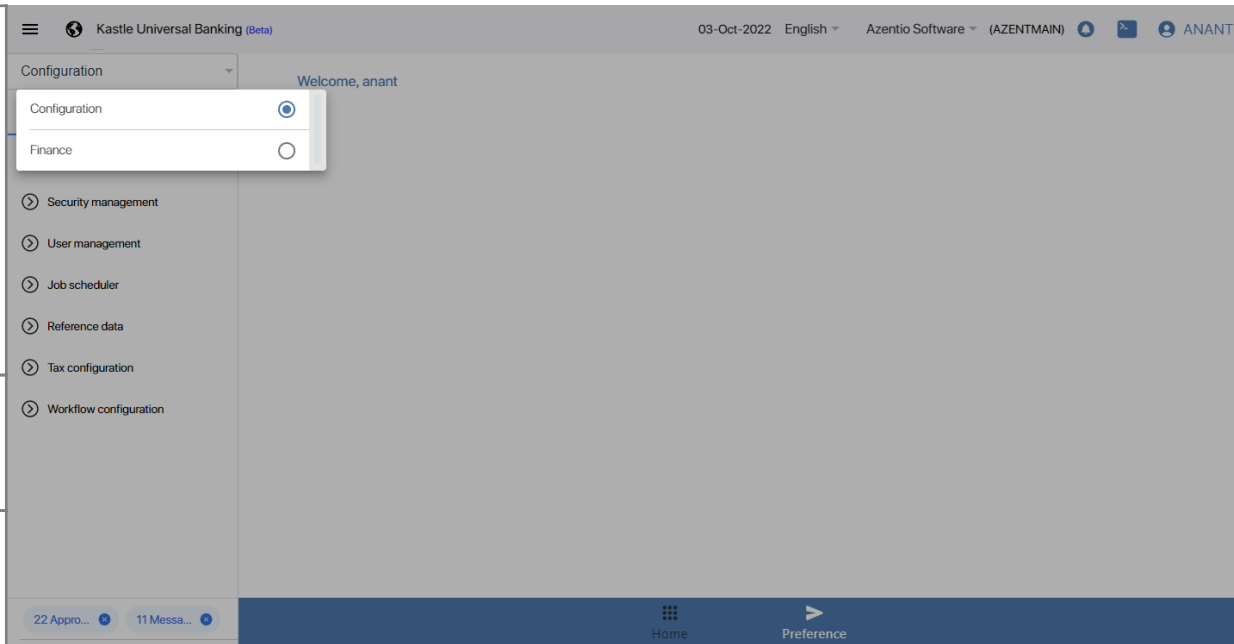 Kastle Universal Banking (Beta)
03-Oct-2022 English Azentio Software (AZENTMAIN) ANANT
Configuration
Welcome, anant
Configuration
Finance
Security management
User management
Job scheduler
Reference data
Tax configuration
Workflow configuration
22 Appro... 11 Messa...
Home Preference